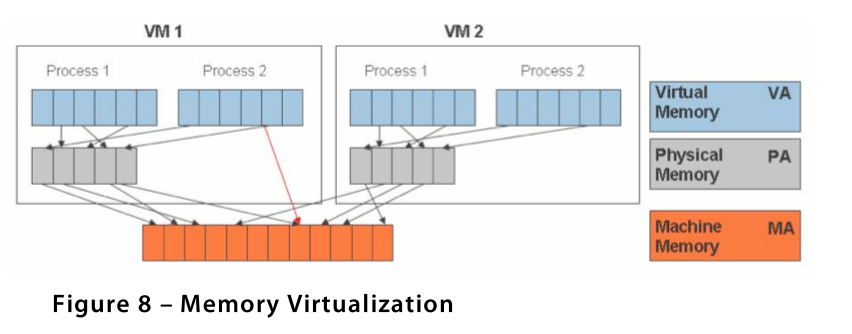 VM 1
VM 2
Process 1
Process 2
Process 1
Process 2
Virtual Memory VA
Physical Memory PA
Machine Memory MA
Figure 8 – Memory Virtualization